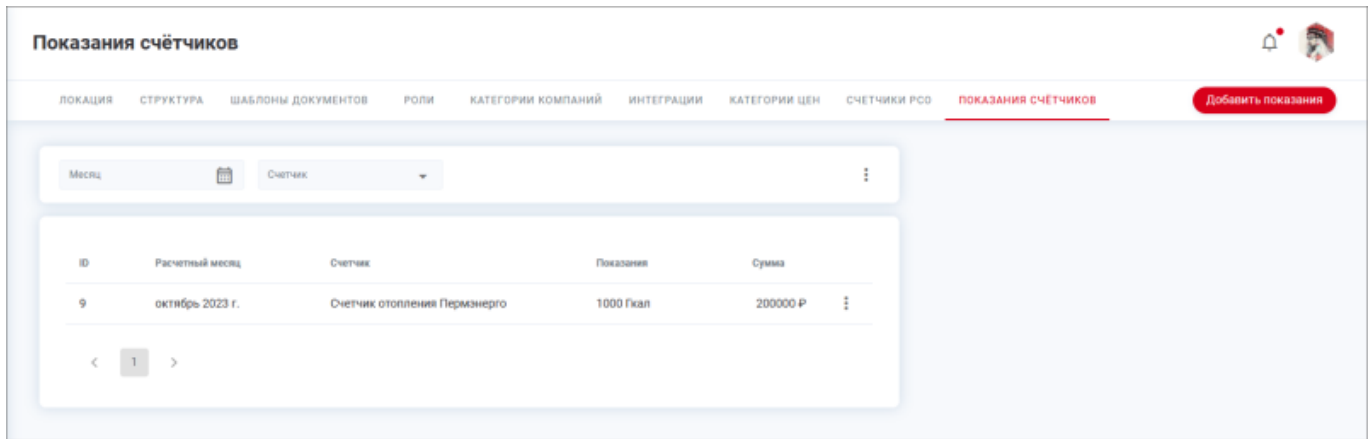 Показания счётчиков
ЛОКАЦИЯ СТРУКТУРА ШАБЛОНЫ ДОКУМЕНТОВ РОЛИ КАТЕГОРИИ КОМПАНИЙ ИНТЕГРАЦИИ КАТЕГОРИИ ЦЕН СЧЕТЧИКИ РСО ПОКАЗАНИЯ СЧЁТЧИКОВ Добавить показания
Месяц Счетчик
ID Расчетный месяц Счетчик Показания Сумма
9 октябрь 2023 г. Счетчик отопления Пермэнерго 1000 Гкал 200000 ₽
< 1 >